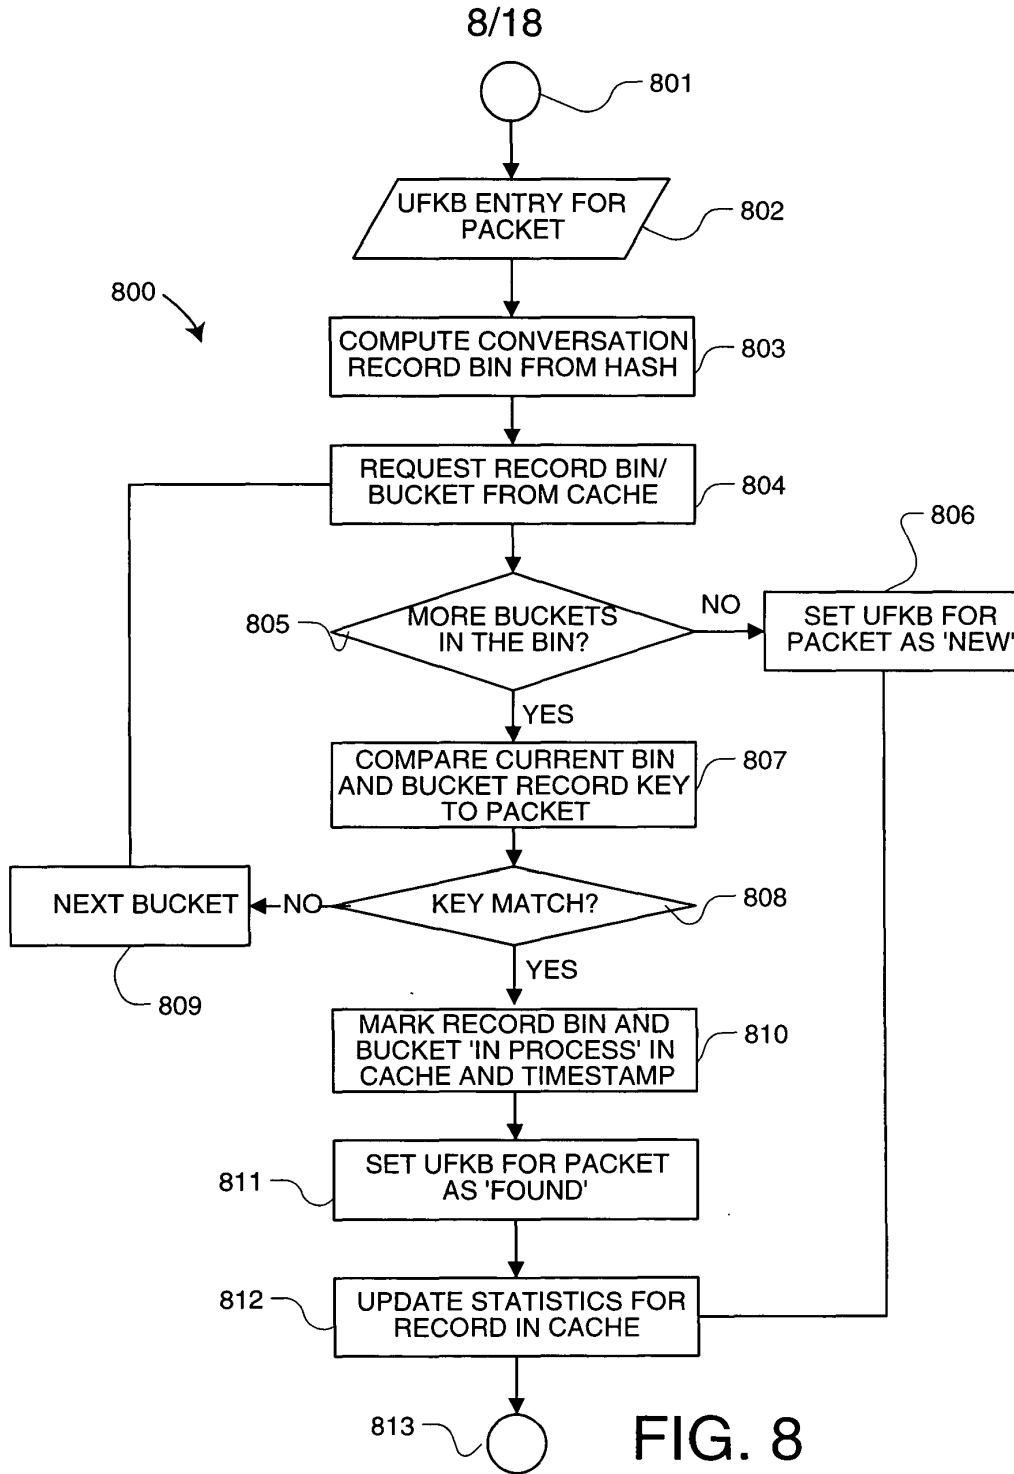 8/18
801
UFKB ENTRY FOR
PACKET
802
800
COMPUTE CONVERSATION
RECORD BIN FROM HASH
803
REQUEST RECORD BIN/
BUCKET FROM CACHE
804
806
805
MORE BUCKETS
IN THE BIN?
NO
SET UFKB FOR
PACKET AS 'NEW'
YES
COMPARE CURRENT BIN
AND BUCKET RECORD KEY
TO PACKET
807
NEXT BUCKET
NO
KEY MATCH?
808
YES
809
MARK RECORD BIN AND
BUCKET 'IN PROCESS' IN
CACHE AND TIMESTAMP
810
SET UFKB FOR PACKET
AS 'FOUND'
811
UPDATE STATISTICS FOR
RECORD IN CACHE
812
813
FIG. 8